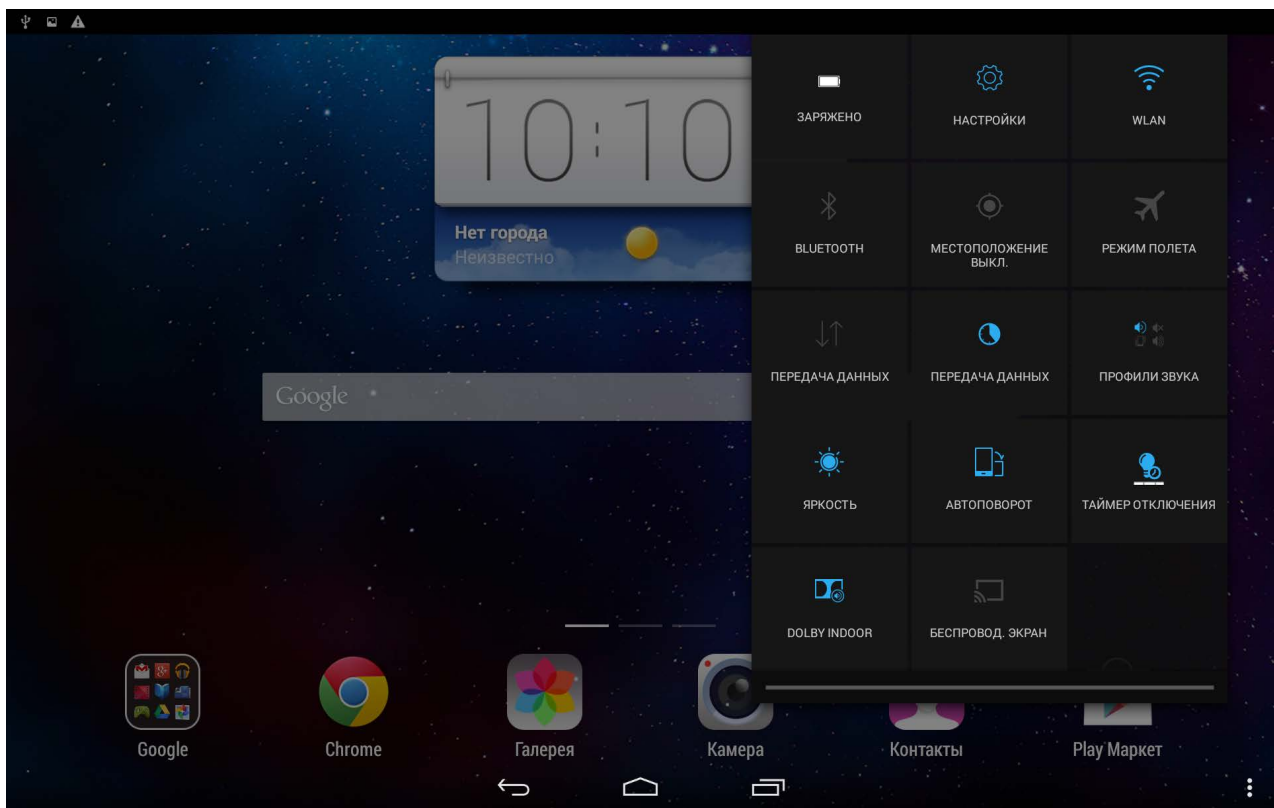 10:10
Нет города
Неизвестно
Google
ЗАРЯЖЕНО
НАСТРОЙКИ
WLAN
BLUETOOTH
МЕСТОПОЛОЖЕНИЕ
ВЫКЛ.
РЕЖИМ ПОЛЕТА
ПЕРЕДАЧА ДАННЫХ
ПЕРЕДАЧА ДАННЫХ
ПРОФИЛИ ЗВУКА
ЯРКОСТЬ
АВТОПОВОРОТ
ТАЙМЕР ОТКЛЮЧЕНИЯ
DOLBY INDOOR
БЕСПРОВОД. ЭКРАН
Google
Chrome
Галерея
Камера
Контакты
Play Маркет